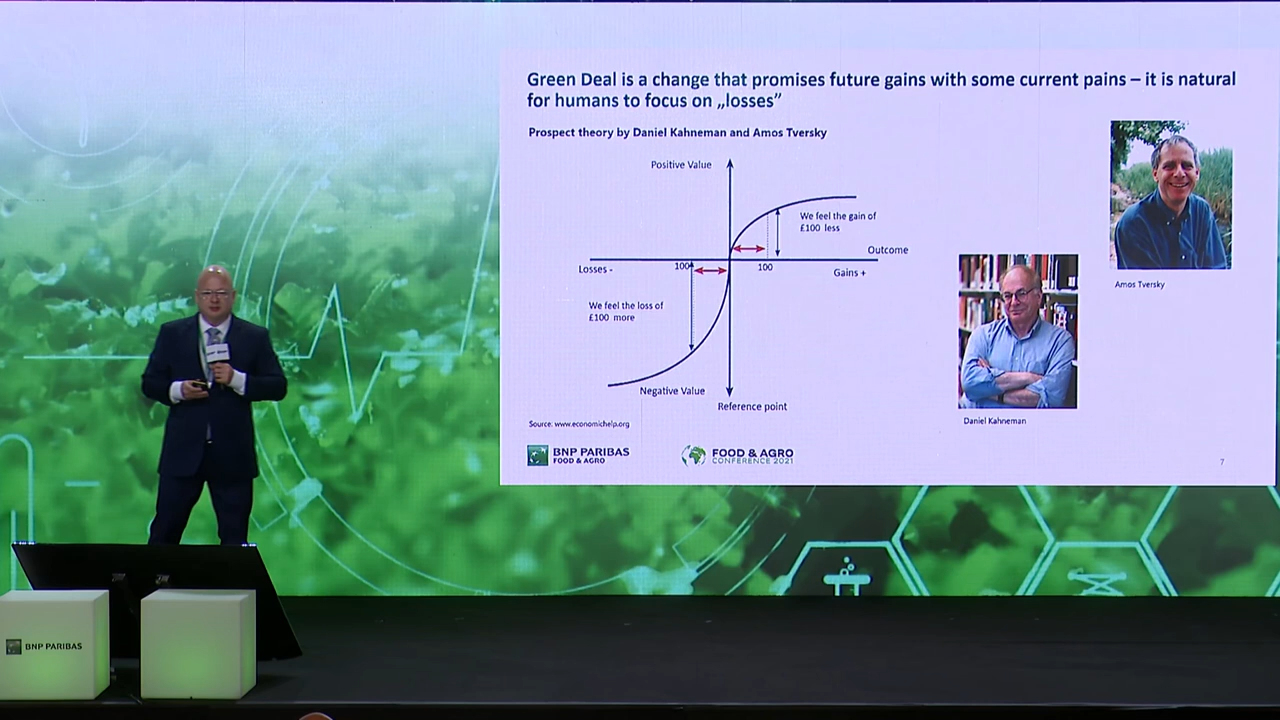 Green Deal is a change that promises future gains with some current pains – it is natural
for humans to focus on „losses”
Prospect theory by Daniel Kahneman and Amos Tversky
Positive Value
We feel the gain of
£100 less
Outcome
Losses -
100
100
Gains +
We feel the loss of
£100 more
Negative Value
Reference point
Amos Tversky
Daniel Kahneman
Source: www.economichelp.org
BNP PARIBAS
FOOD & AGRO
FOOD & AGRO
CONFERENCE 2021
7
BNP PARIBAS